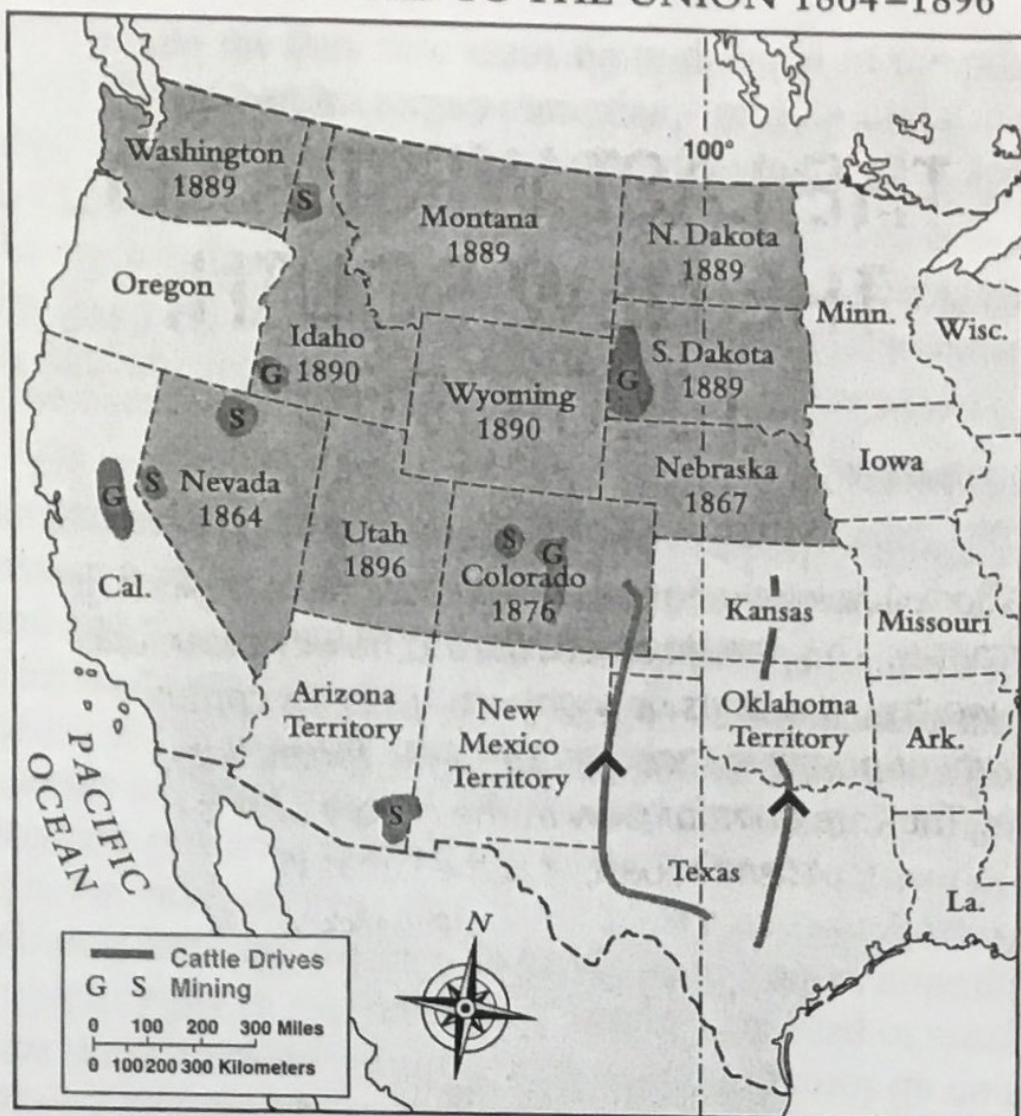 TO THE UNION 1864–1896
100°
Washington
1889
S
Montana
1889
N. Dakota
1889
Oregon
Minn.
Wisc.
Idaho
1890
G
S. Dakota
1889
G
Wyoming
1890
S
Nebraska
1867
Iowa
G
S
Nevada
1864
Utah
1896
S
G
Colorado
1876
Cal.
Kansas
Missouri
Arizona
Territory
New
Mexico
Territory
Oklahoma
Territory
Ark.
PACIFIC
OCEAN
S
Texas
La.
N
Cattle Drives
G S Mining
0 100 200 300 Miles
0 100 200 300 Kilometers